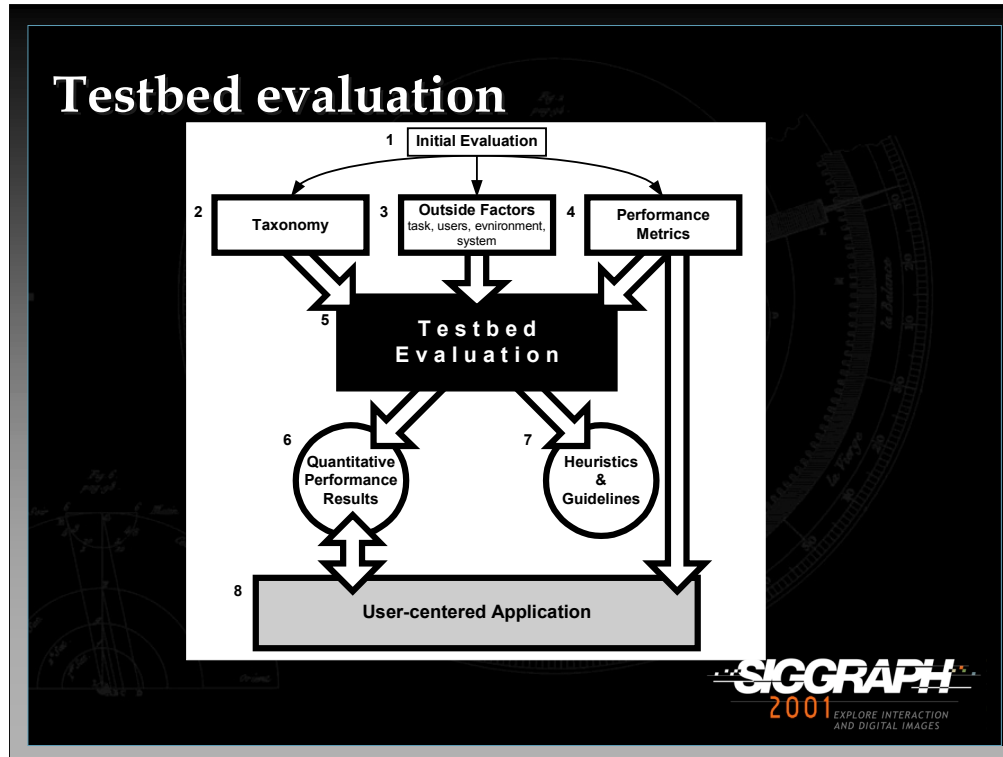 Testbed evaluation
1 Initial Evaluation
2 Taxonomy
3 Outside Factors
task, users, evnironment,
system
4 Performance
Metrics
5 Testbed
Evaluation
6 Quantitative
Performance
Results
7 Heuristics
&
Guidelines
8 User-centered Application
SIGGRAPH
2001 EXPLORE INTERACTION
AND DIGITAL IMAGES